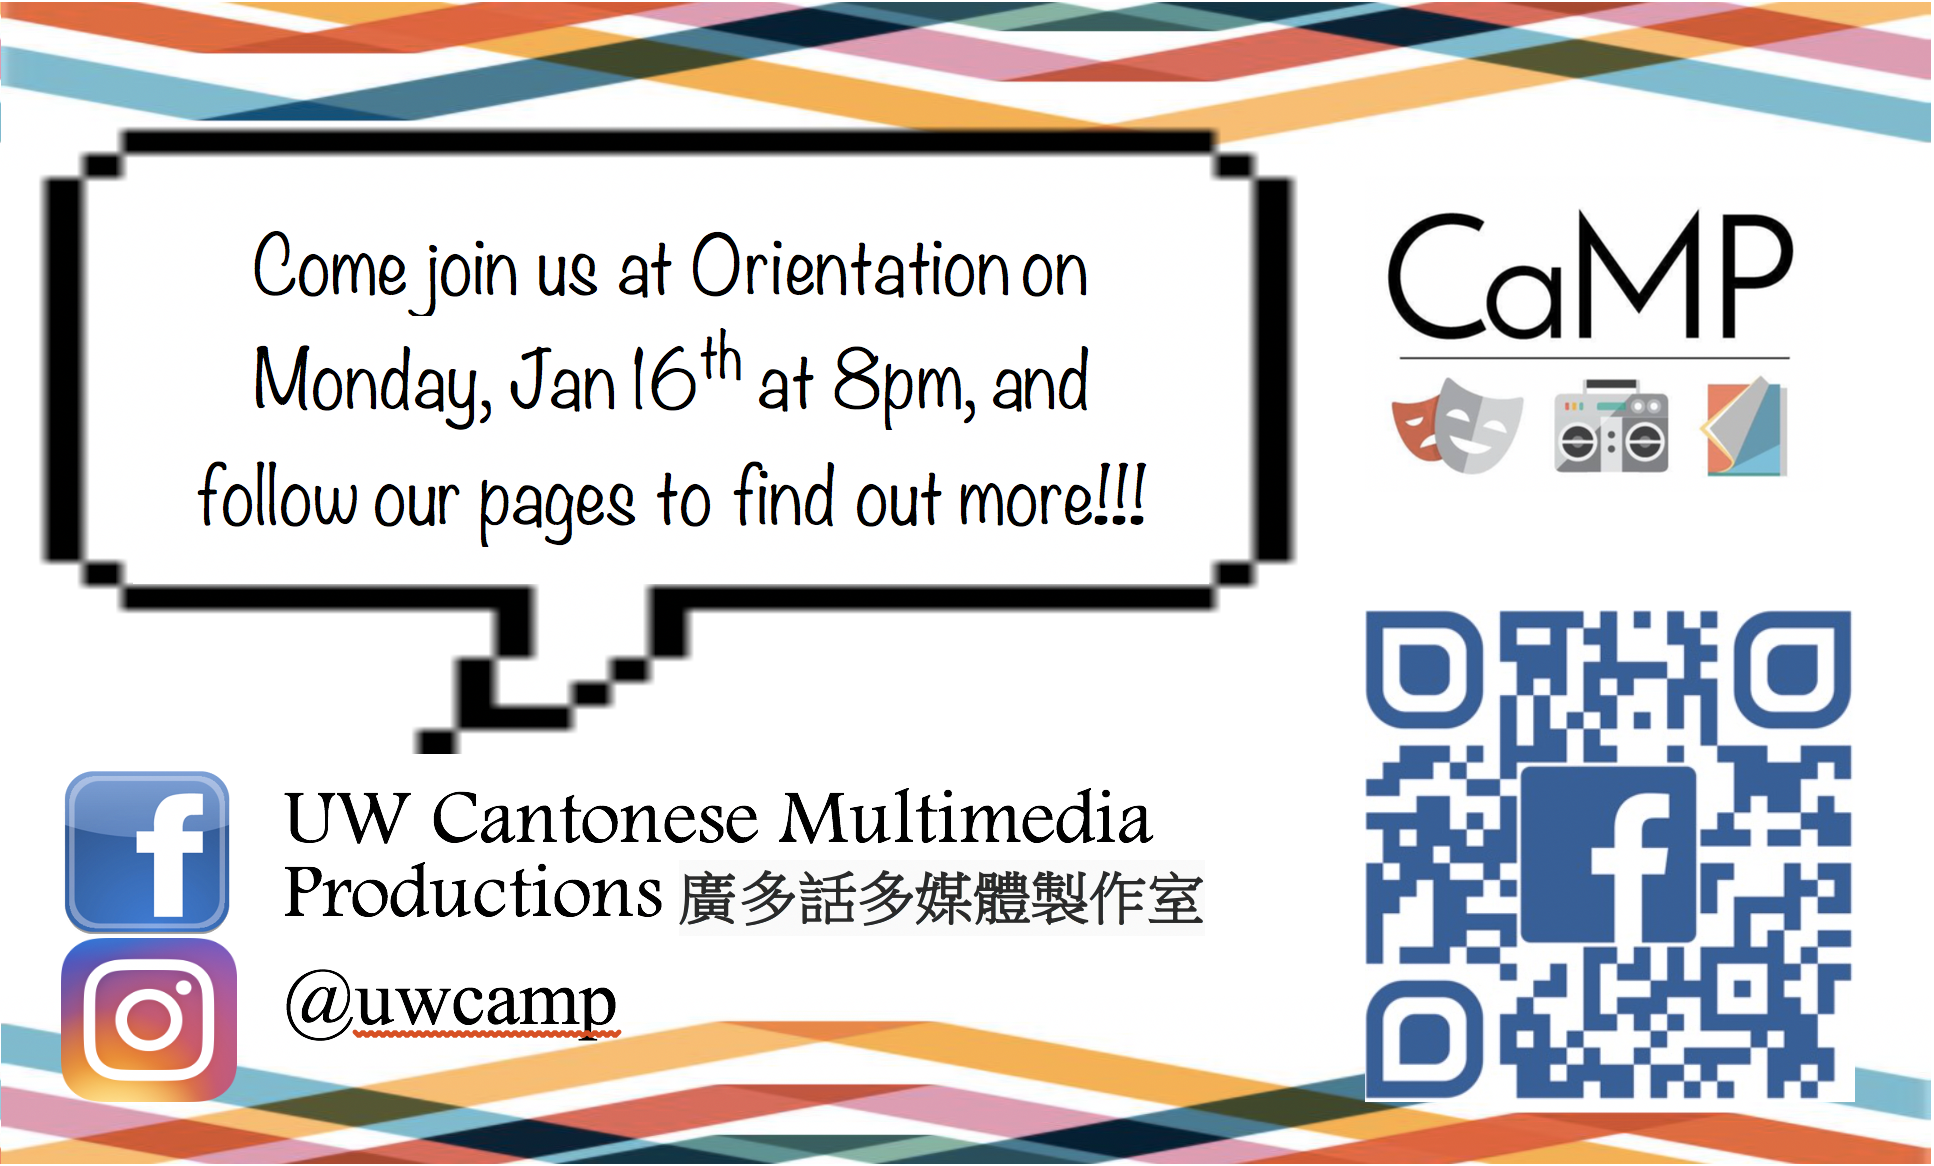 Come join us at Orientation on
Monday, Jan 16th at 8pm, and
follow our pages to find out more!!!
CaMP
UW Cantonese Multimedia
Productions 廣多話多媒體製作室
@uwcamp